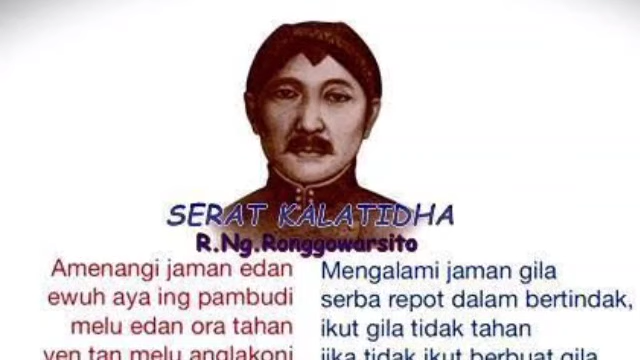 SERAT KALATIDHA
R.Ng.Ronggowarsito
Amenangi jaman edan
ewuh aya ing pambudi
melu edan ora tahan
yen tan melu anglakoni
Mengalami jaman gila
serba repot dalam bertindak,
ikut gila tidak tahan
jika tidak ikut berbuat gila